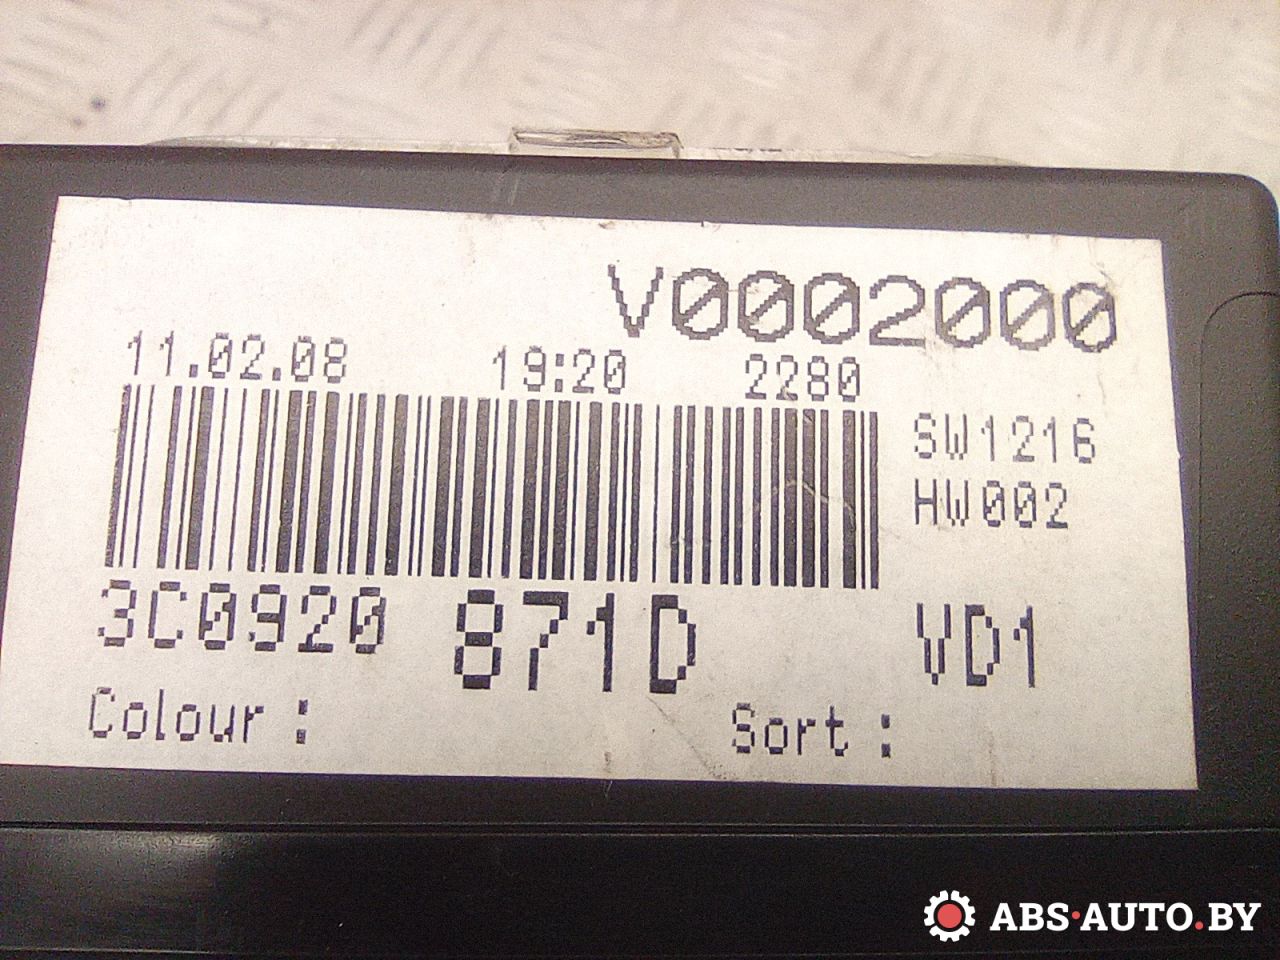 V0002000
11.02.08 19:20 2280
SW1216
HW002
3C0920 871D VD1
Colour : Sort :
ABS·AUTO.BY